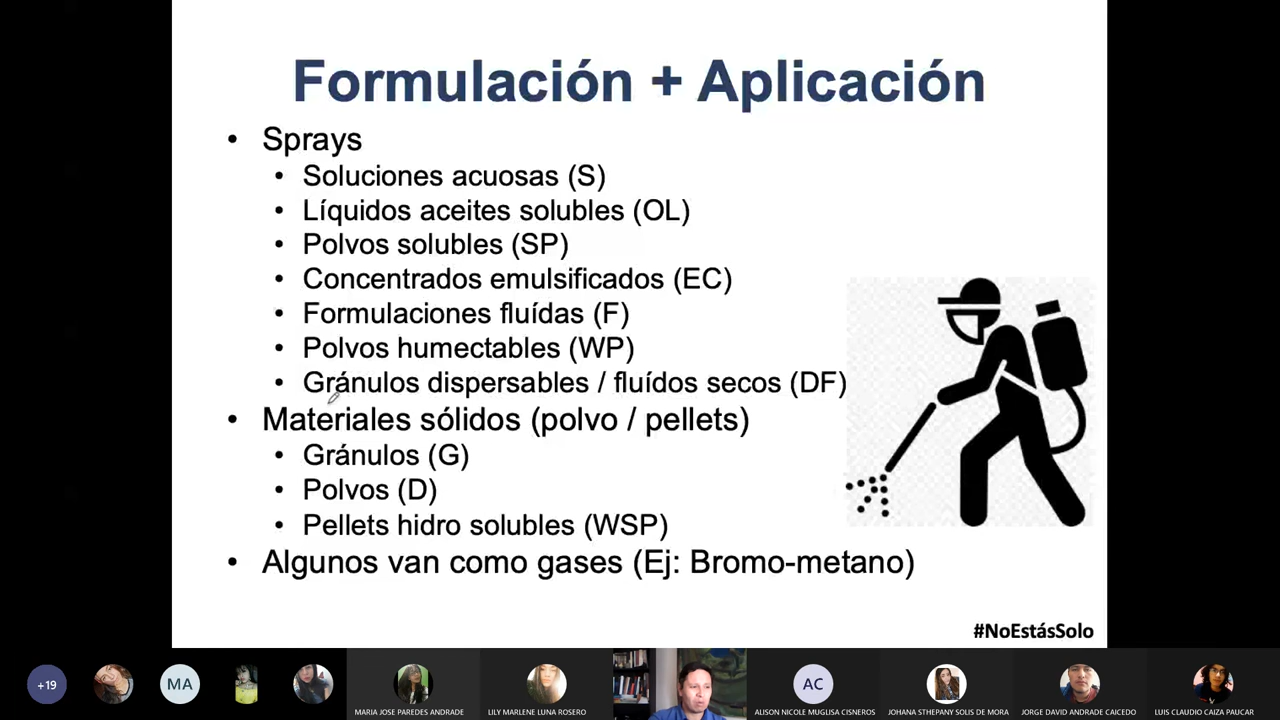 Formulación + Aplicación
• Sprays
• Soluciones acuosas (S)
• Líquidos aceites solubles (OL)
• Polvos solubles (SP)
• Concentrados emulsificados (EC)
• Formulaciones fluídas (F)
• Polvos humectables (WP)
• Gránulos dispersables / fluídos secos (DF)
• Materiales sólidos (polvo / pellets)
• Gránulos (G)
• Polvos (D)
• Pellets hidro solubles (WSP)
• Algunos van como gases (Ej: Bromo-metano)
#NoEstásSolo
+19
MA
AC
MARIA JOSE PAREDES ANDRADE
LILY MARLENE LUNA ROSERO
ALISON NICOLE MUGLISA CISNEROS
JOHANA STHEPANY SOLIS DE MORA
JORGE DAVID ANDRADE CAICEDO
LUIS CLAUDIO CAIZA PAUCAR